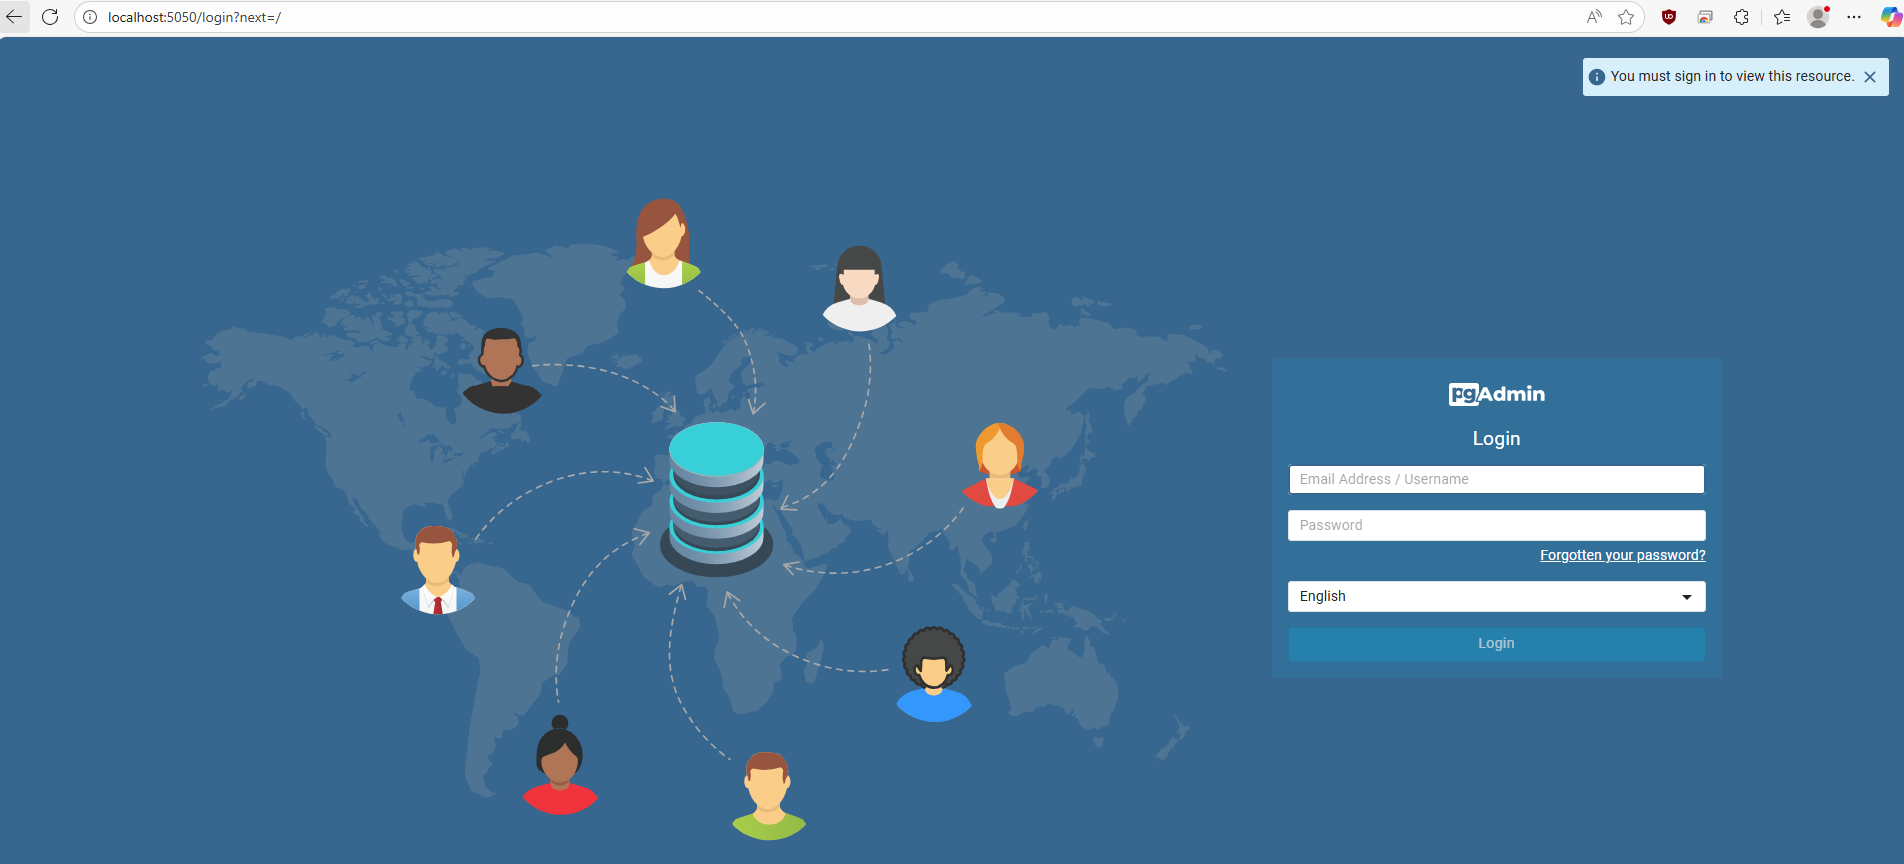 localhost:5050/login?next=/
You must sign in to view this resource.
pgAdmin
Login
Email Address / Username
Password
Forgotten your password?
English
Login